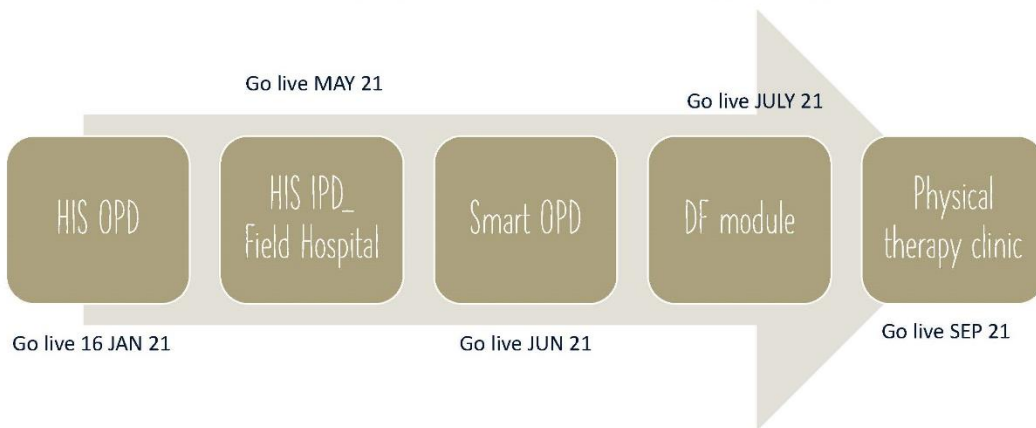 Go live MAY 21
Go live JULY 21
HIS OPD
HIS IPD_
Field Hospital
Smart OPD
DF module
Physical
therapy clinic
Go live 16 JAN 21
Go live JUN 21
Go live SEP 21